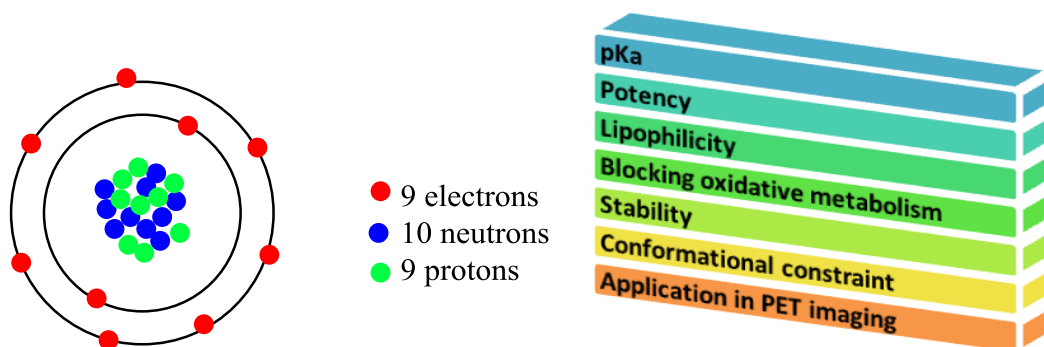 9 electrons
10 neutrons
9 protons
pKa
Potency
Lipophilicity
Blocking oxidative metabolism
Stability
Conformational constraint
Application in PET imaging